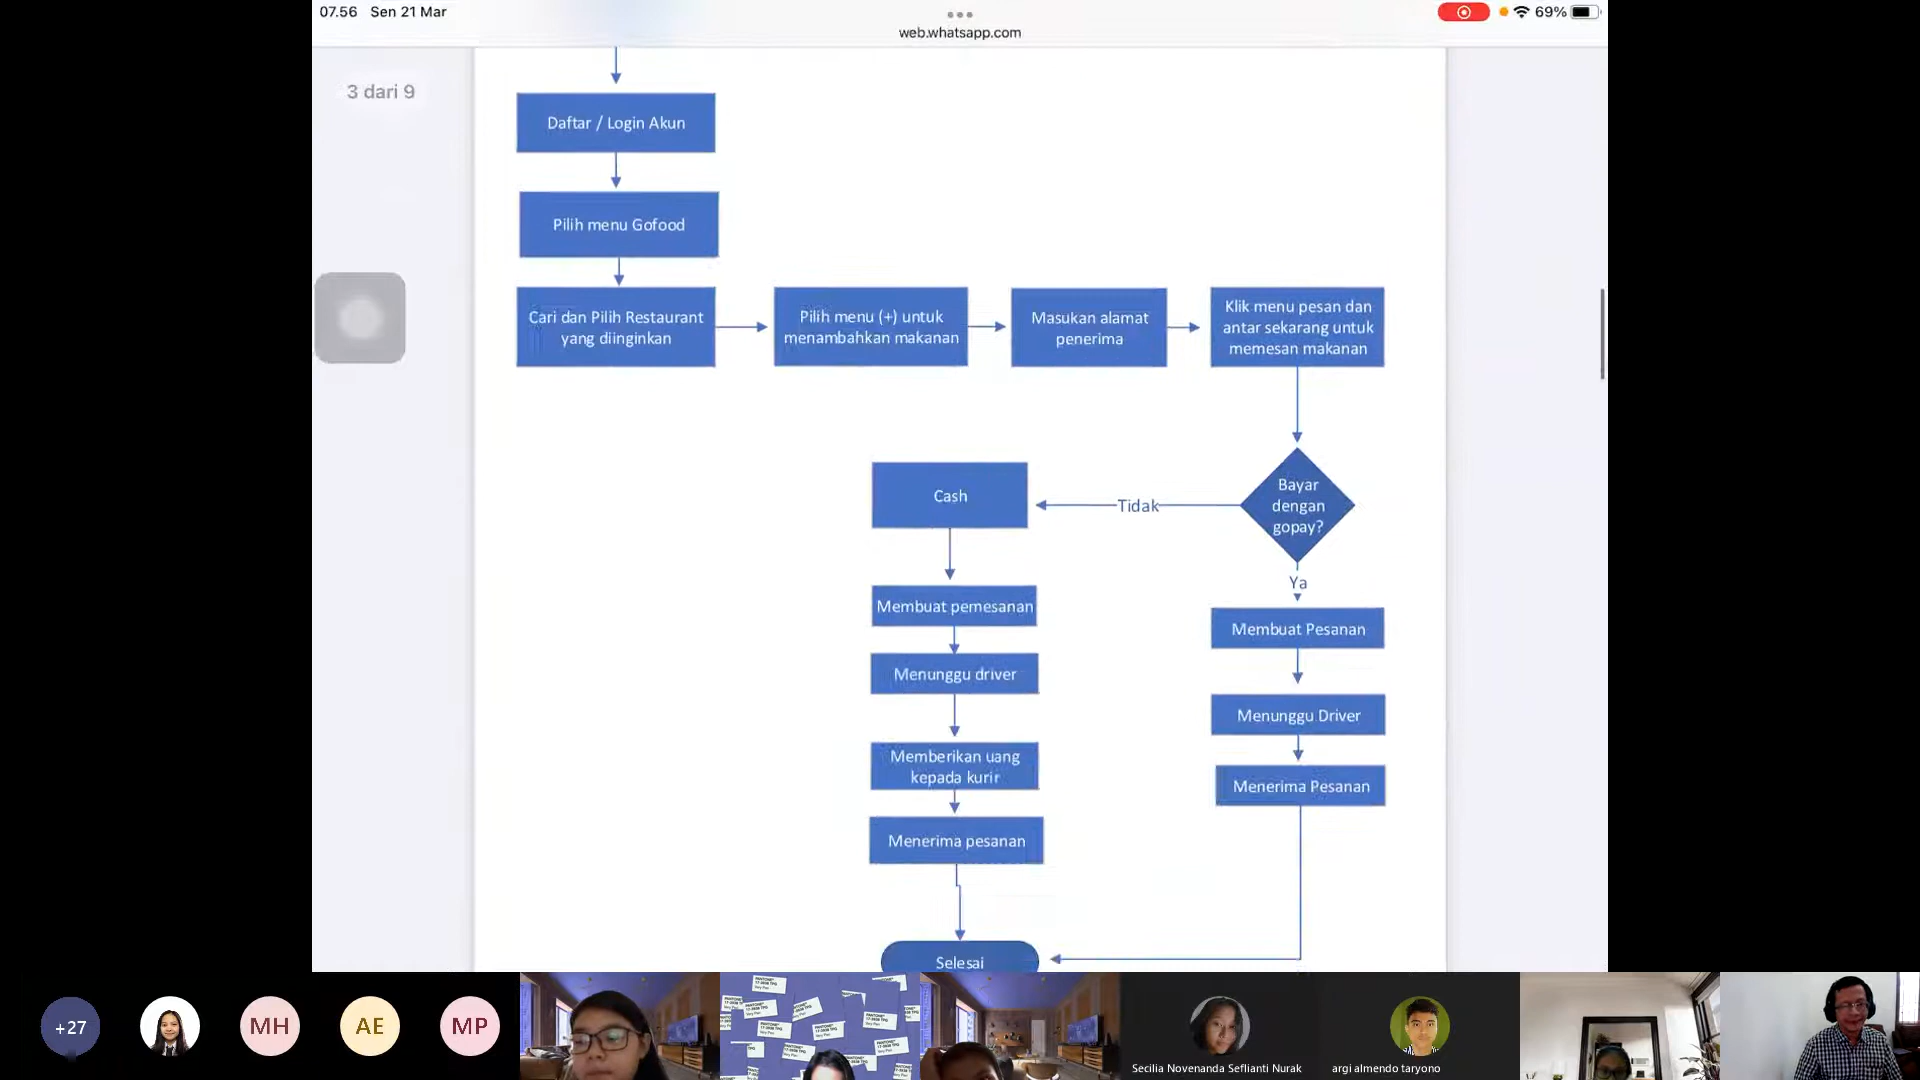 07.56 Sen 21 Mar
web.whatsapp.com
69%
3 dari 9
Daftar / Login Akun
Pilih menu Gofood
Cari dan Pilih Restaurant
yang diinginkan
Pilih menu (+) untuk
menambahkan makanan
Masukan alamat
penerima
Klik menu pesan dan
antar sekarang untuk
memesan makanan
Bayar
dengan
gopay?
Tidak
Cash
Ya
Membuat pemesanan
Membuat Pesanan
Menunggu driver
Menunggu Driver
Memberikan uang
kepada kurir
Menerima Pesanan
Menerima pesanan
Selesai
+27
MH
AE
MP
Secilia Novenanda Seflianti Nurak
argi almendo taryono